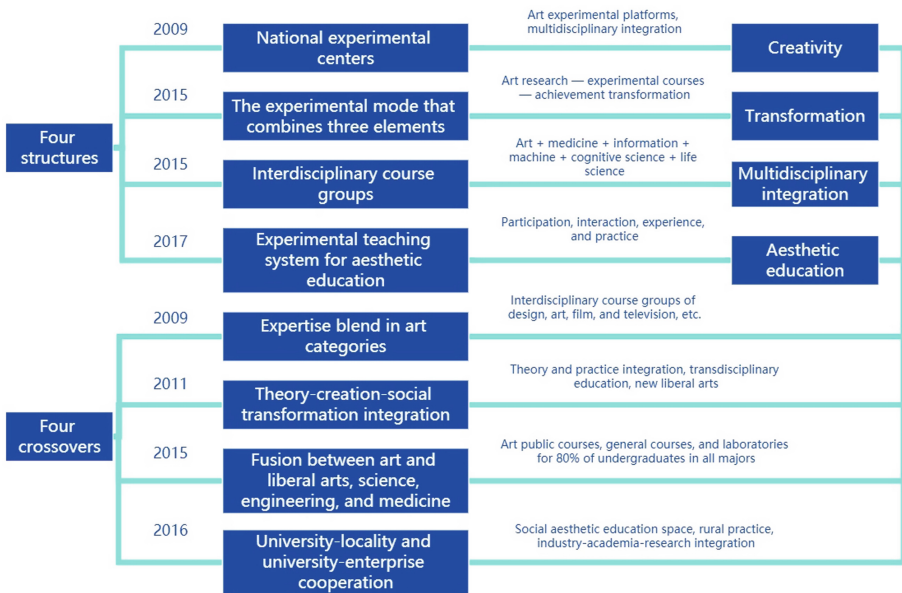 Four
structures
2009
National experimental
centers
Art experimental platforms,
multidisciplinary integration
Creativity
2015
The experimental mode that
combines three elements
Art research — experimental courses
— achievement transformation
Transformation
2015
Interdisciplinary course
groups
Art + medicine + information +
machine + cognitive science + life
science
Multidisciplinary
integration
2017
Experimental teaching
system for aesthetic
education
Participation, interaction, experience,
and practice
Aesthetic
education
Four
crossovers
2009
Expertise blend in art
categories
Interdisciplinary course groups of
design, art, film, and television, etc.
2011
Theory-creation-social
transformation integration
Theory and practice integration, transdisciplinary
education, new liberal arts
2015
Fusion between art and
liberal arts, science,
engineering, and medicine
Art public courses, general courses, and laboratories
for 80% of undergraduates in all majors
2016
University-locality and
university-enterprise
cooperation
Social aesthetic education space, rural practice,
industry-academia-research integration